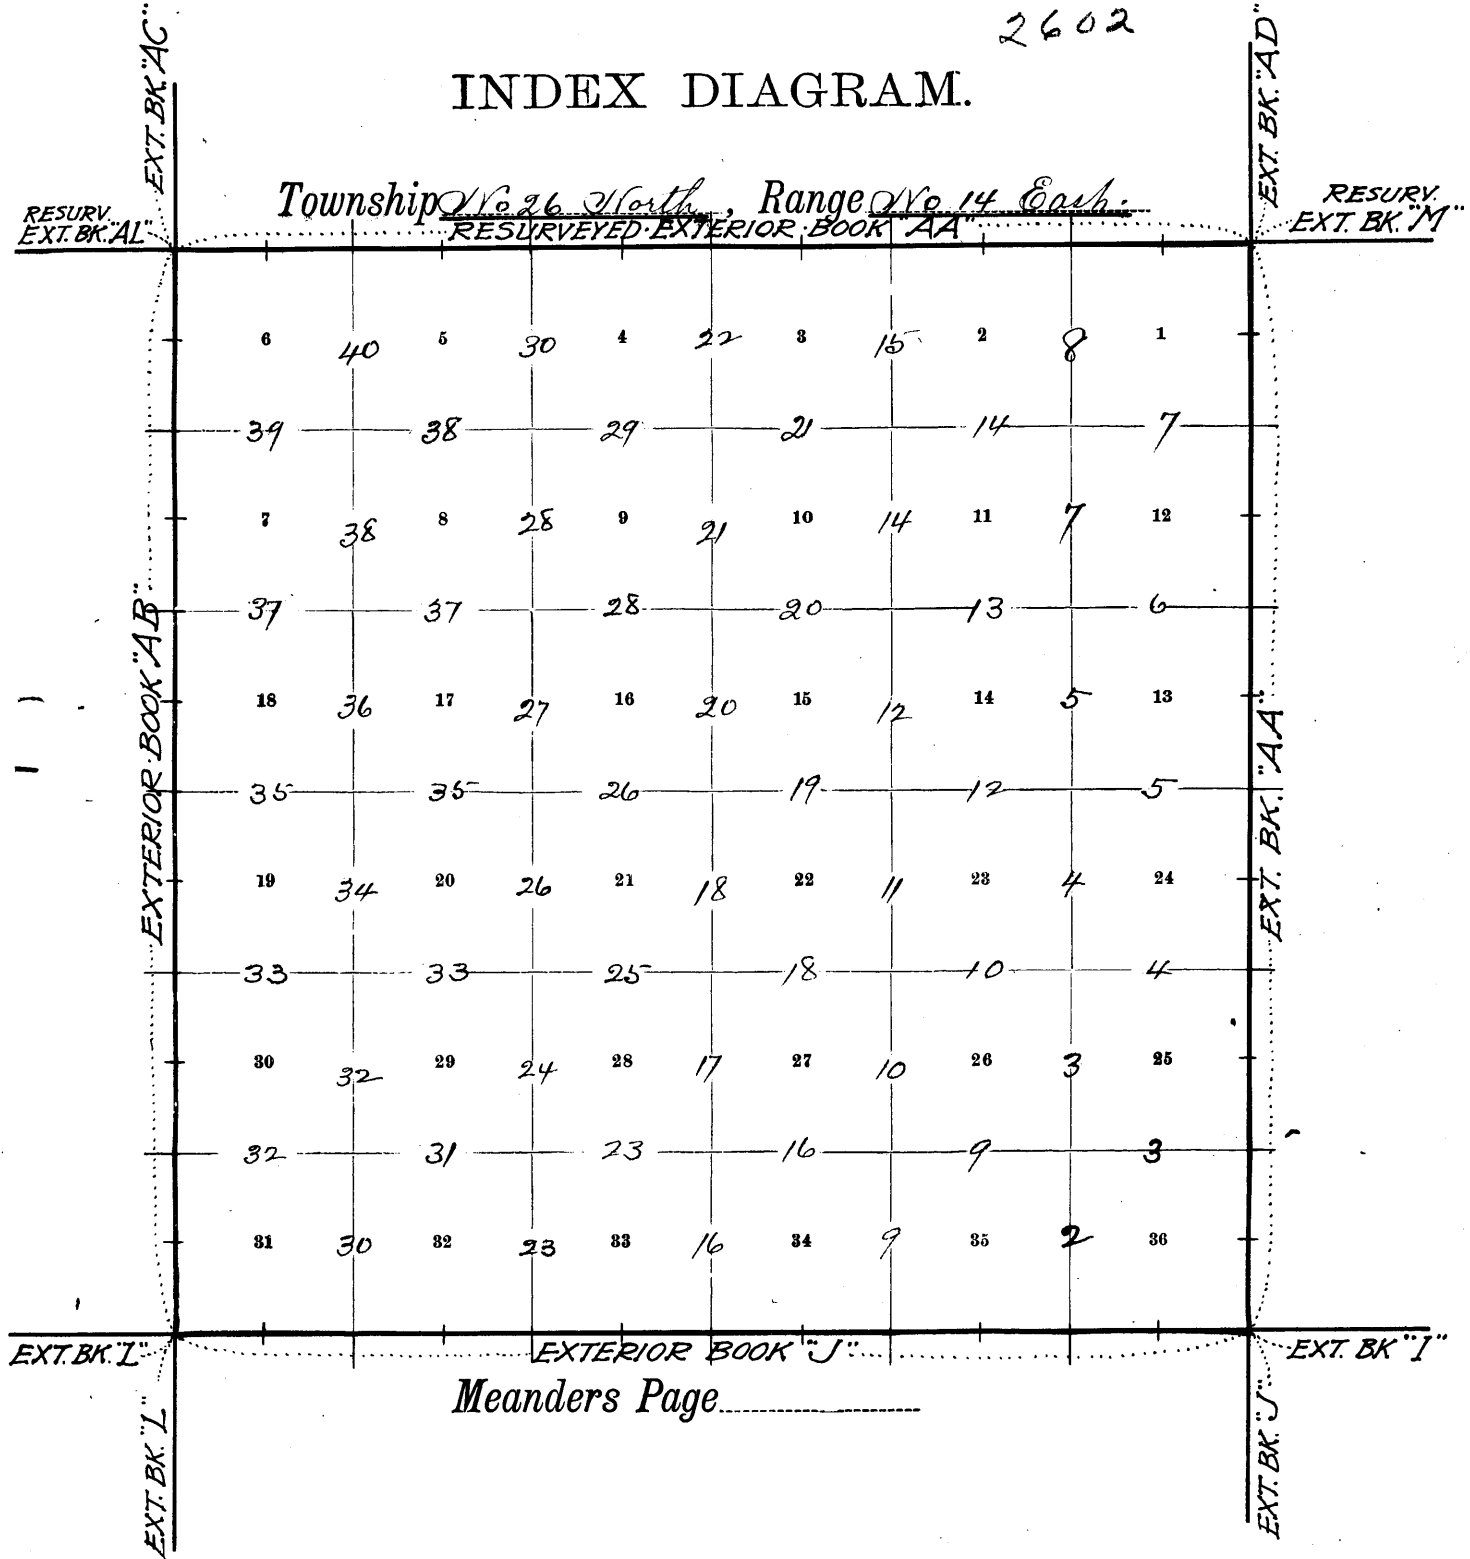 2602
INDEX DIAGRAM.
EXT. BK. "AC"
EXT. BK. "AD"
Township No 26 North, Range No 14 East.
RESURV. EXT. BK. "AL"
RESURVEYED EXTERIOR BOOK "AA"
RESURV. EXT. BK. "M"
6 40 5 30 4 22 3 15 2 8 1
39 38 29 21 14 7
7 38 8 28 9 21 10 14 11 7 12
37 37 28 20 13 6
18 36 17 27 16 20 15 12 14 5 13
35 35 26 19 12 5
19 34 20 26 21 18 22 11 23 4 24
33 33 25 18 10 4
30 32 29 24 28 17 27 10 26 3 25
32 31 23 16 9 3
31 30 32 23 33 16 34 9 35 2 36
EXTERIOR BOOK "AB"
EXT. BK. "AA"
EXT. BK. "L"
EXTERIOR BOOK "J"
EXT. BK "I"
Meanders Page
EXT. BK. "L"
EXT. BK. "J"